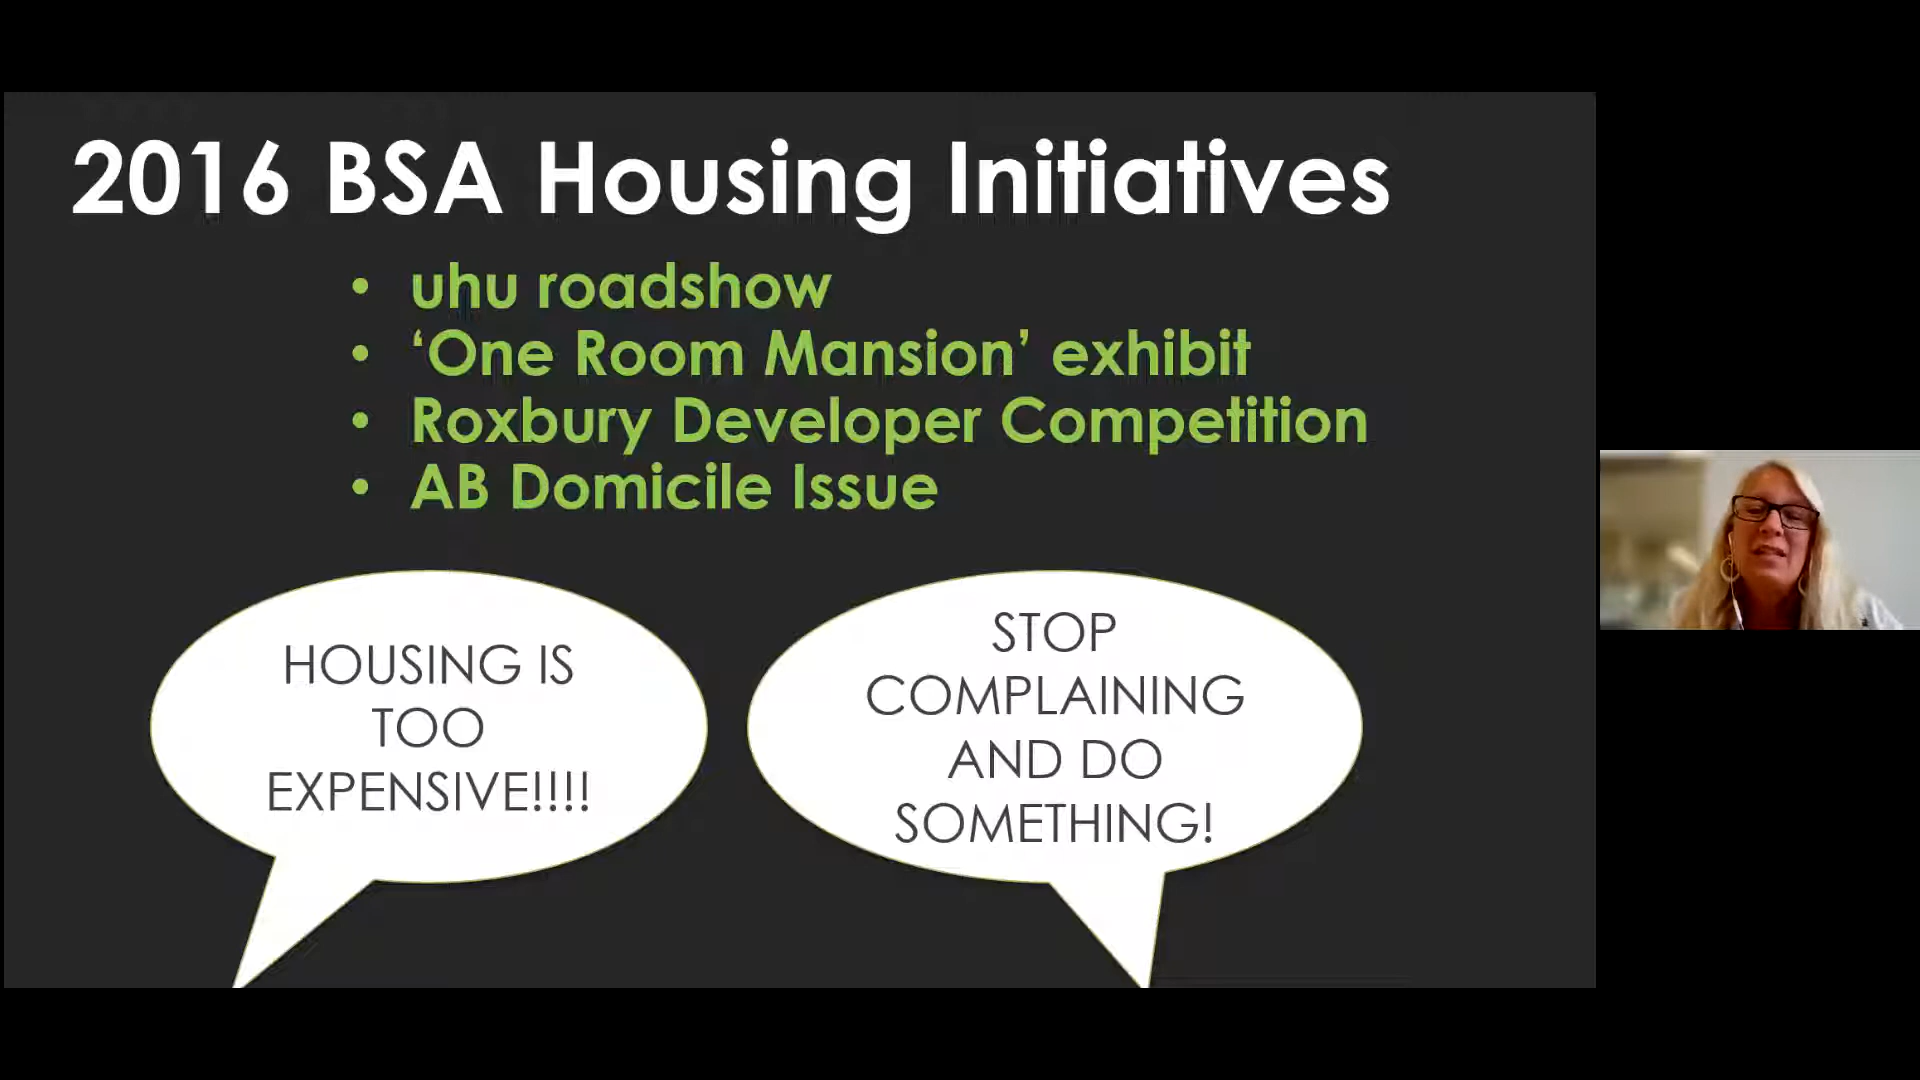 2016 BSA Housing Initiatives
• uhu roadshow
• ‘One Room Mansion’ exhibit
• Roxbury Developer Competition
• AB Domicile Issue
HOUSING IS
TOO
EXPENSIVE!!!!
STOP
COMPLAINING
AND DO
SOMETHING!